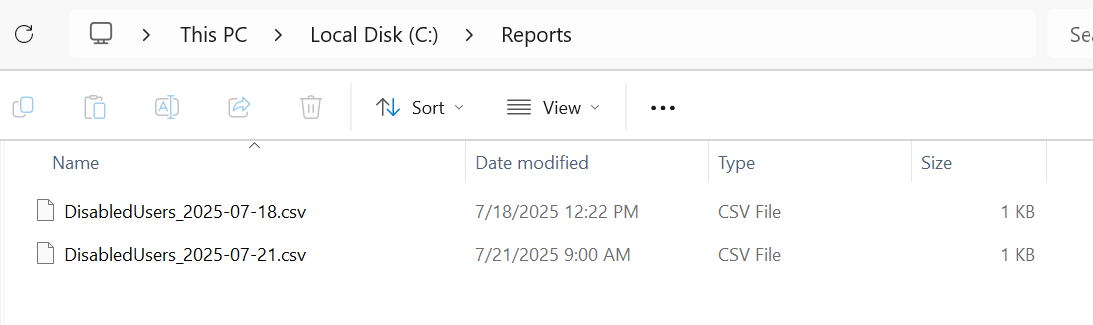 This PC > Local Disk (C:) > Reports
Sort View •••
Name Date modified Type Size
DisabledUsers_2025-07-18.csv 7/18/2025 12:22 PM CSV File 1 KB
DisabledUsers_2025-07-21.csv 7/21/2025 9:00 AM CSV File 1 KB